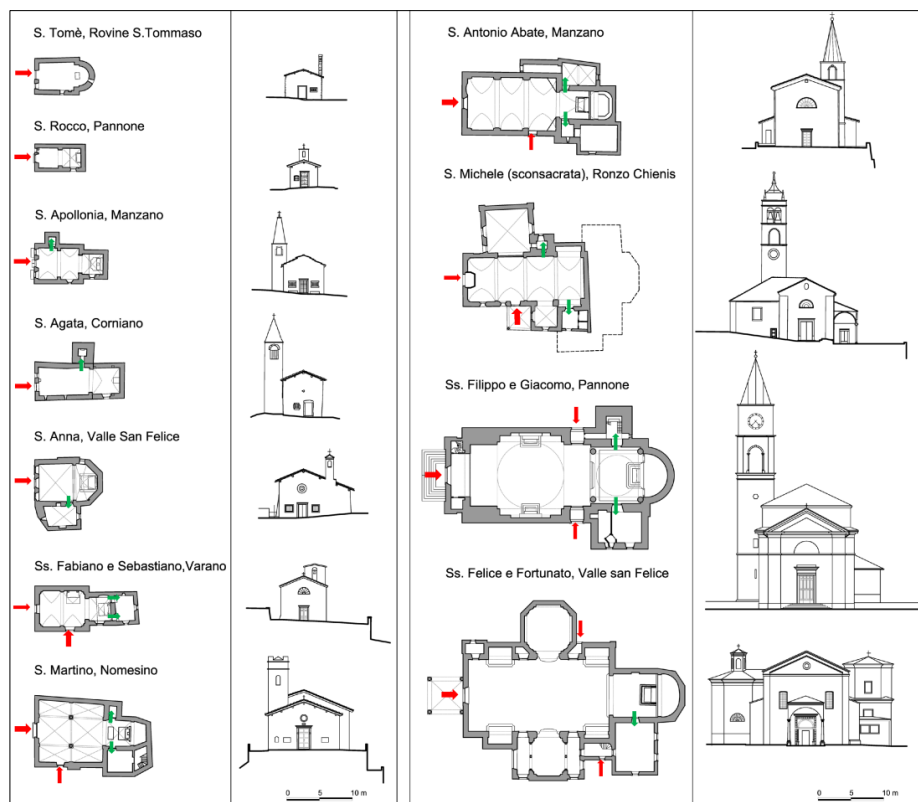 S. Tomè, Rovine S.Tommaso
S. Rocco, Pannone
S. Apollonia, Manzano
S. Agata, Corniano
S. Anna, Valle San Felice
Ss. Fabiano e Sebastiano,Varano
S. Martino, Nomesino
0 5 10 m
S. Antonio Abate, Manzano
S. Michele (sconsacrata), Ronzo Chienis
Ss. Filippo e Giacomo, Pannone
Ss. Felice e Fortunato, Valle san Felice
0 5 10 m